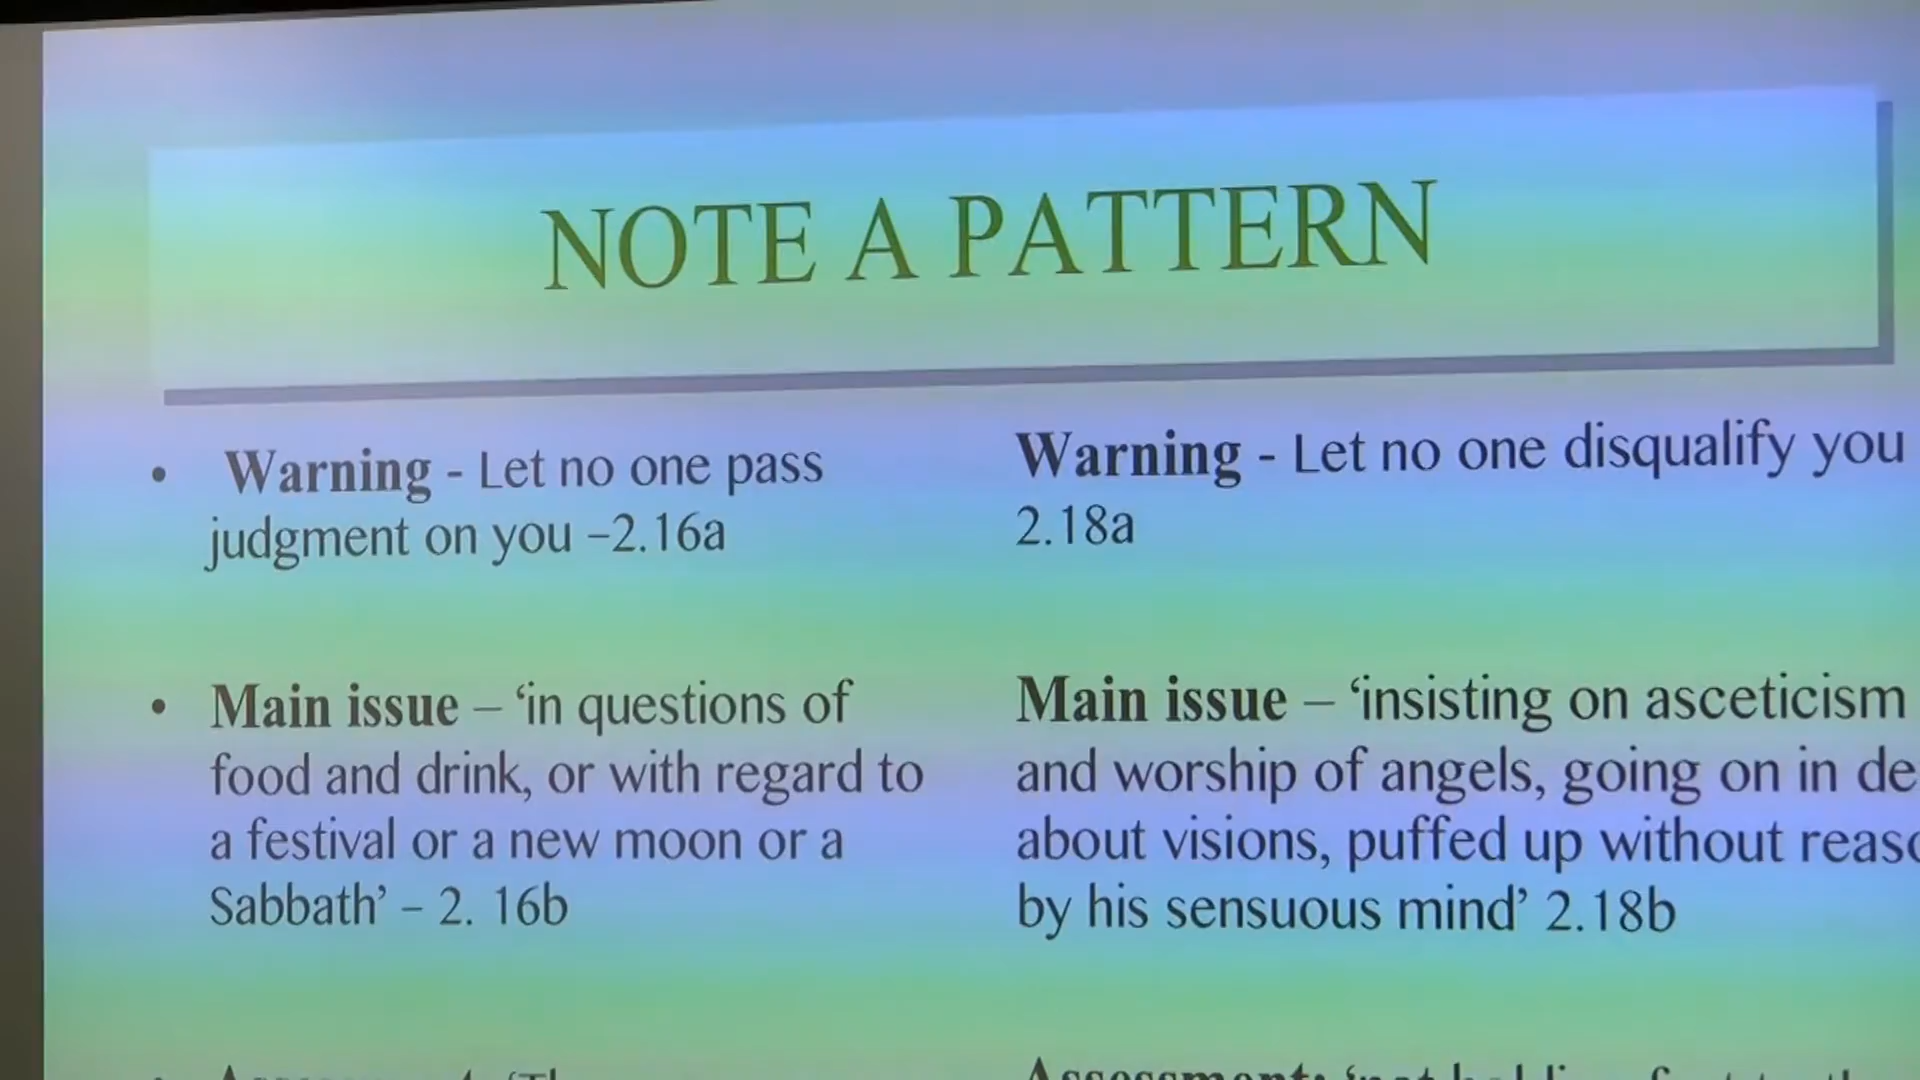 NOTE A PATTERN
• Warning - Let no one pass
judgment on you –2.16a
• Main issue – ‘in questions of
food and drink, or with regard to
a festival or a new moon or a
Sabbath’ – 2. 16b
Warning - Let no one disqualify you
2.18a
Main issue – ‘insisting on asceticism
and worship of angels, going on in
about visions, puffed up without
by his sensuous mind’ 2.18b